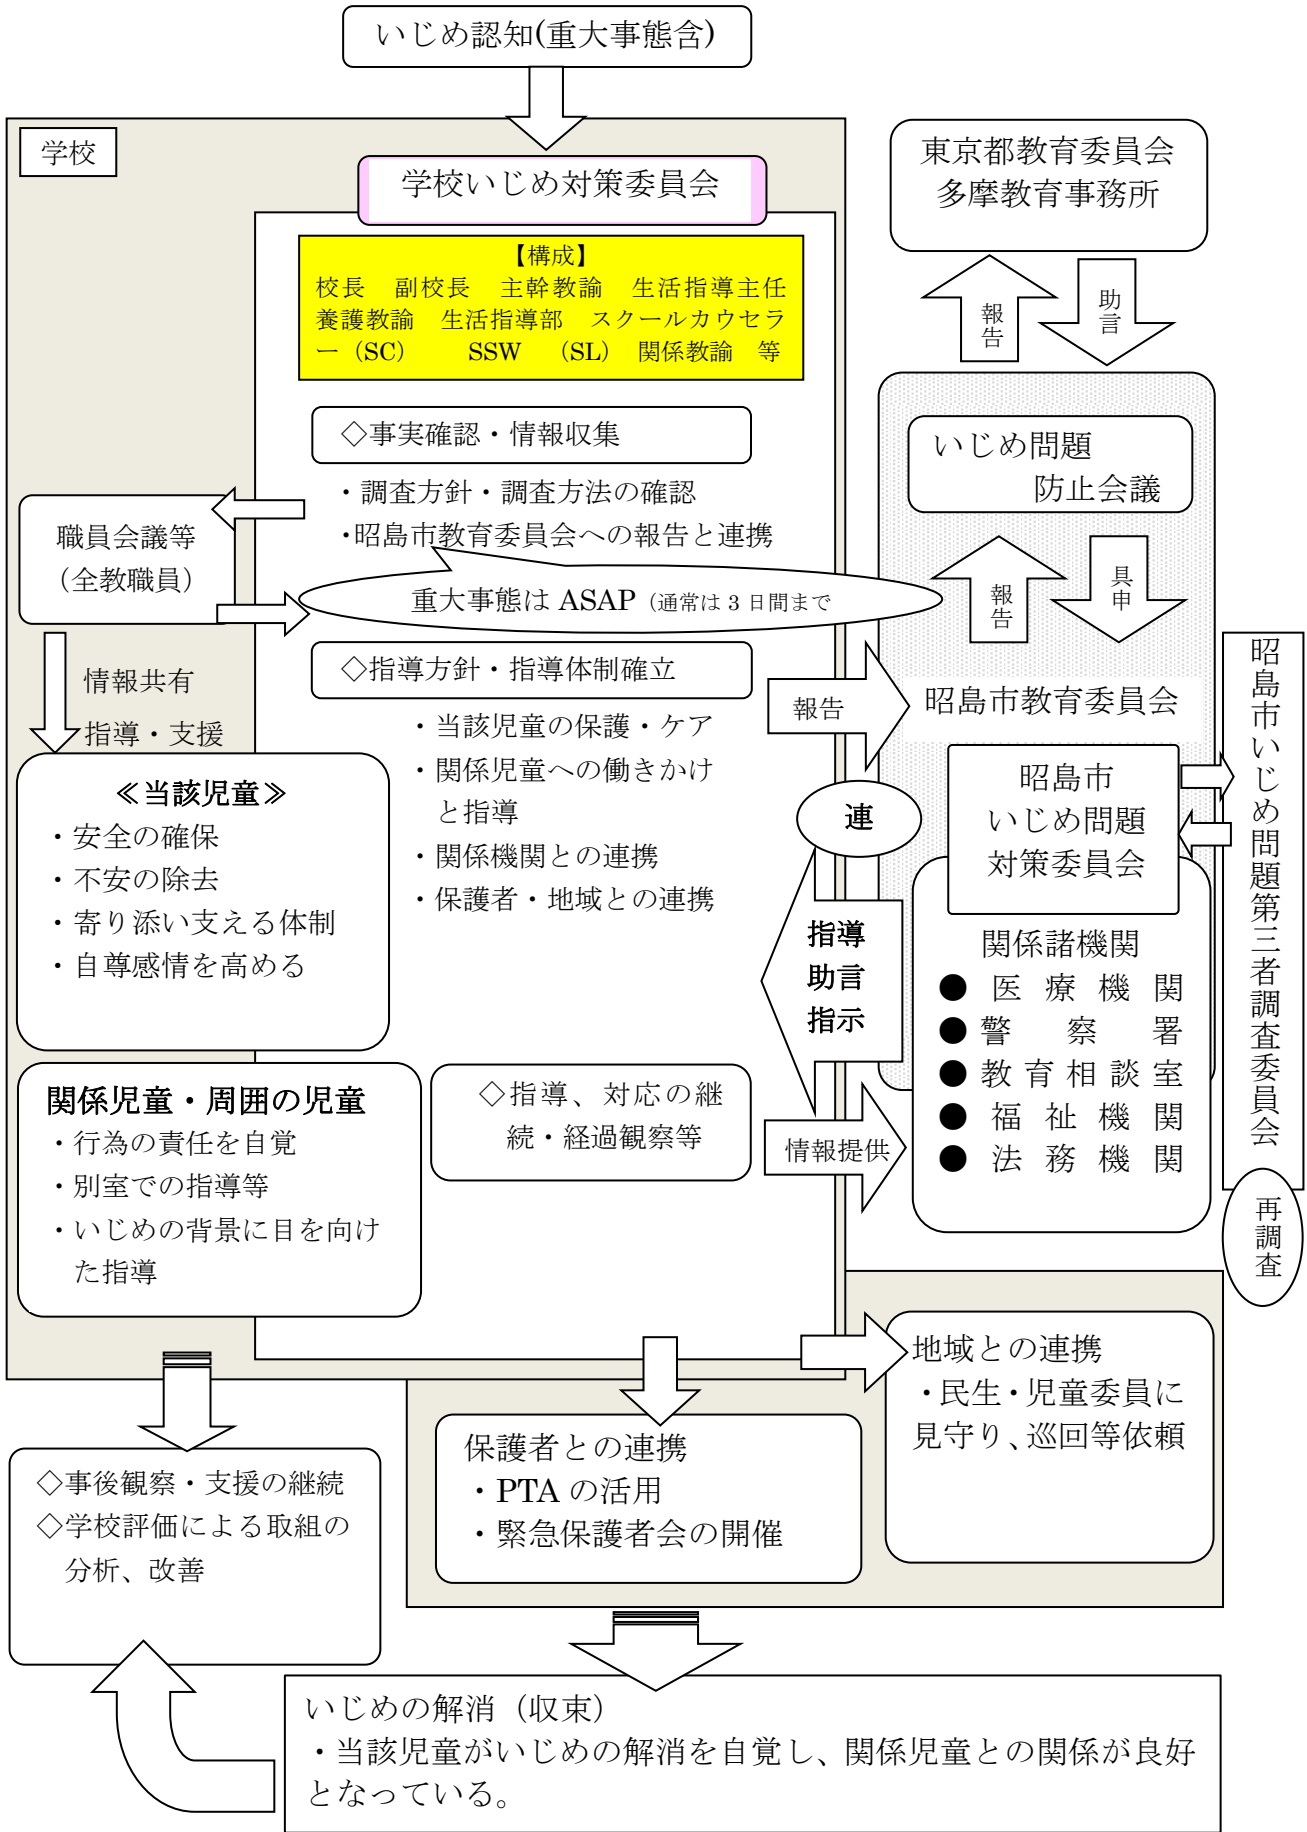 いじめ認知(重大事態含)
学校
学校いじめ対策委員会
【構成】
校長　副校長　主幹教諭　生活指導主任
養護教諭　生活指導部　スクールカウセラ
ー（SC）　SSW　（SL）　関係教諭　等
◇事実確認・情報収集
・調査方針・調査方法の確認
・昭島市教育委員会への報告と連携
職員会議等
（全教職員）
重大事態は ASAP（通常は 3 日間まで
◇指導方針・指導体制確立
・当該児童の保護・ケア
・関係児童への働きかけ
と指導
・関係機関との連携
・保護者・地域との連携
情報共有
指導・支援
≪当該児童≫
・安全の確保
・不安の除去
・寄り添い支える体制
・自尊感情を高める
関係児童・周囲の児童
・行為の責任を自覚
・別室での指導等
・いじめの背景に目を向け
た指導
◇指導、対応の継
続・経過観察等
東京都教育委員会
多摩教育事務所
報告
助言
いじめ問題
防止会議
報告
具申
報告
昭島市教育委員会
昭島市
いじめ問題
対策委員会
連
指導
助言
指示
情報提供
関係諸機関
●医療機関
●警察署
●教育相談室
●福祉機関
●法務機関
昭島市いじめ問題第三者調査委員会
再調査
地域との連携
・民生・児童委員に
見守り、巡回等依頼
保護者との連携
・PTA の活用
・緊急保護者会の開催
◇事後観察・支援の継続
◇学校評価による取組の
分析、改善
いじめの解消（収束）
・当該児童がいじめの解消を自覚し、関係児童との関係が良好
となっている。